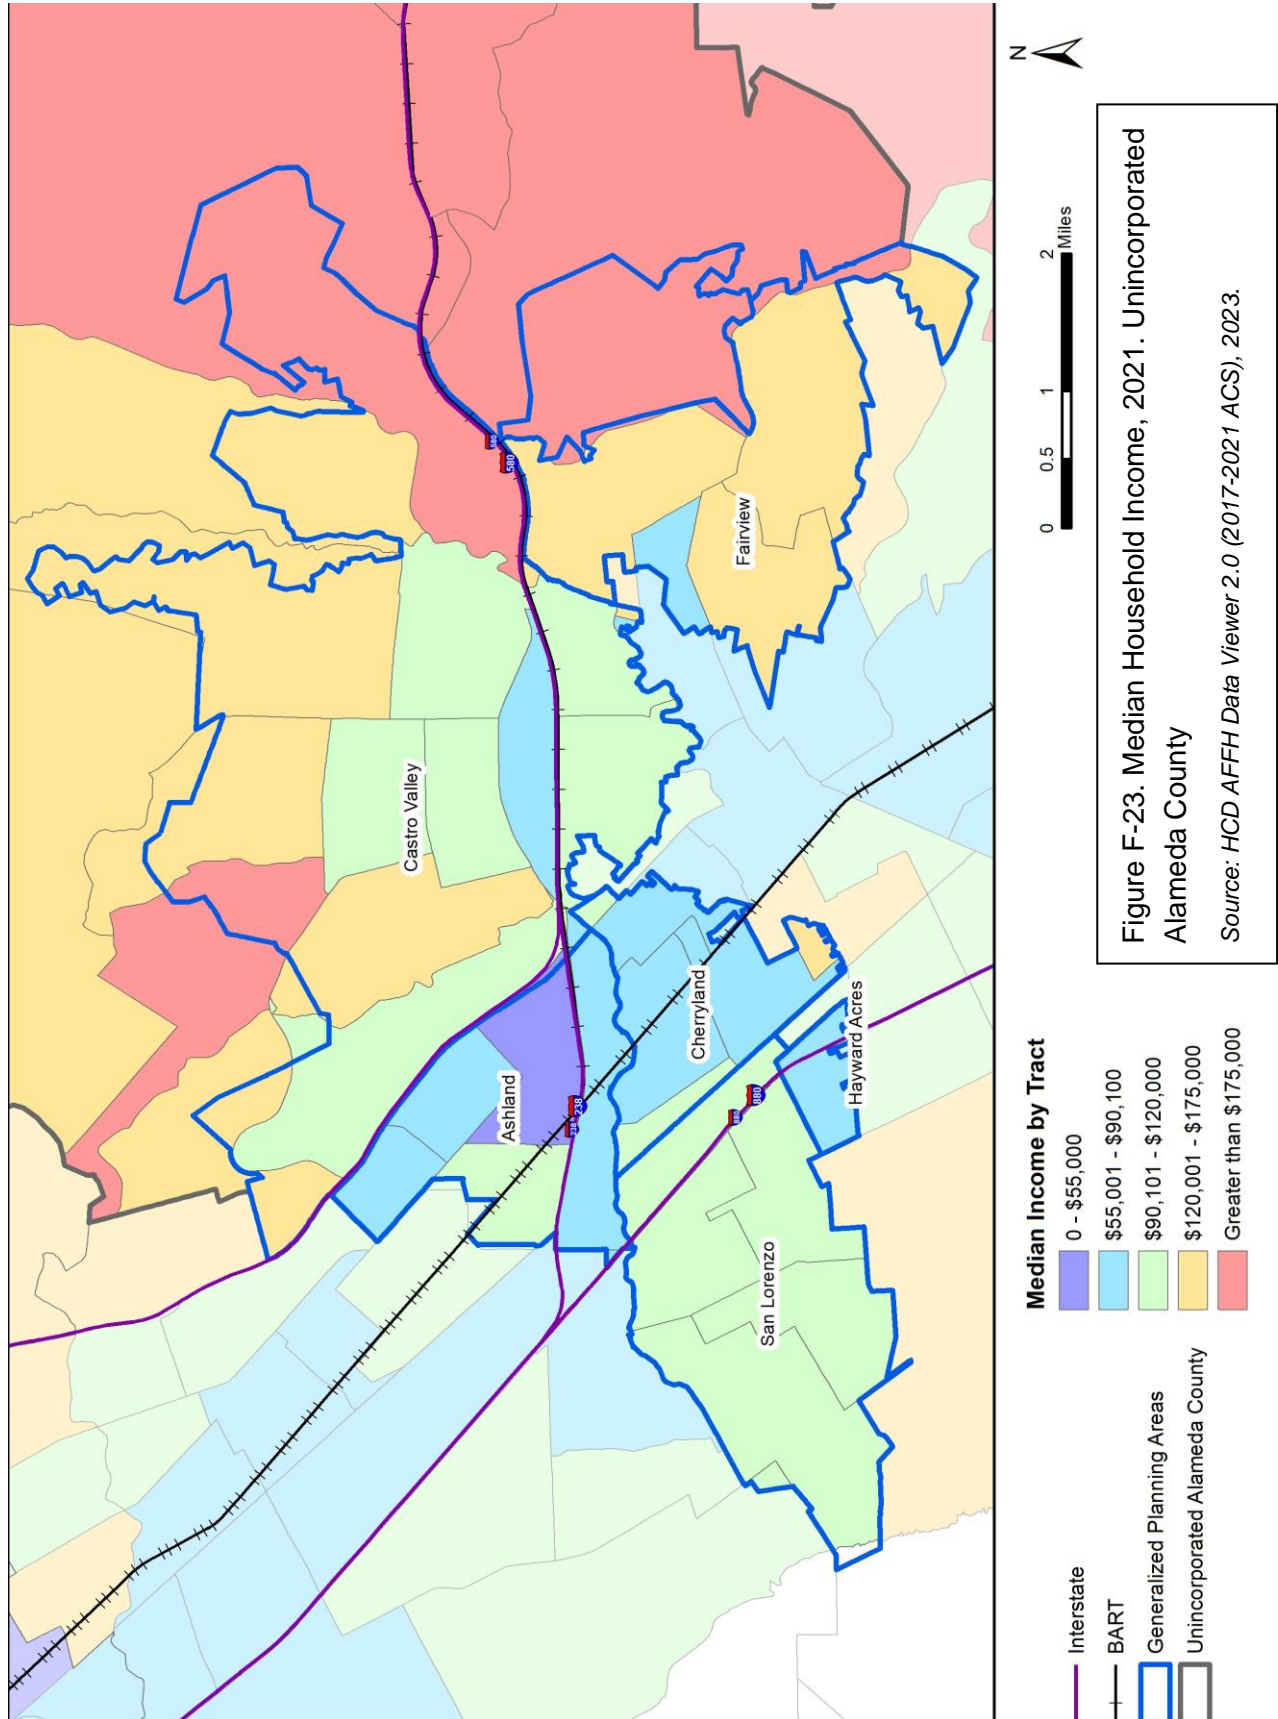 Castro Valley
Ashland
Cherryland
Fairview
Hayward Acres
San Lorenzo
580
580
238
238
880
880
N
0 0.5 1 2
Miles
Median Income by Tract
0 - $55,000
$55,001 - $90,100
$90,101 - $120,000
$120,001 - $175,000
Greater than $175,000
Interstate
BART
Generalized Planning Areas
Unincorporated Alameda County
Figure F-23. Median Household Income, 2021. Unincorporated
Alameda County
Source: HCD AFFH Data Viewer 2.0 (2017-2021 ACS), 2023.